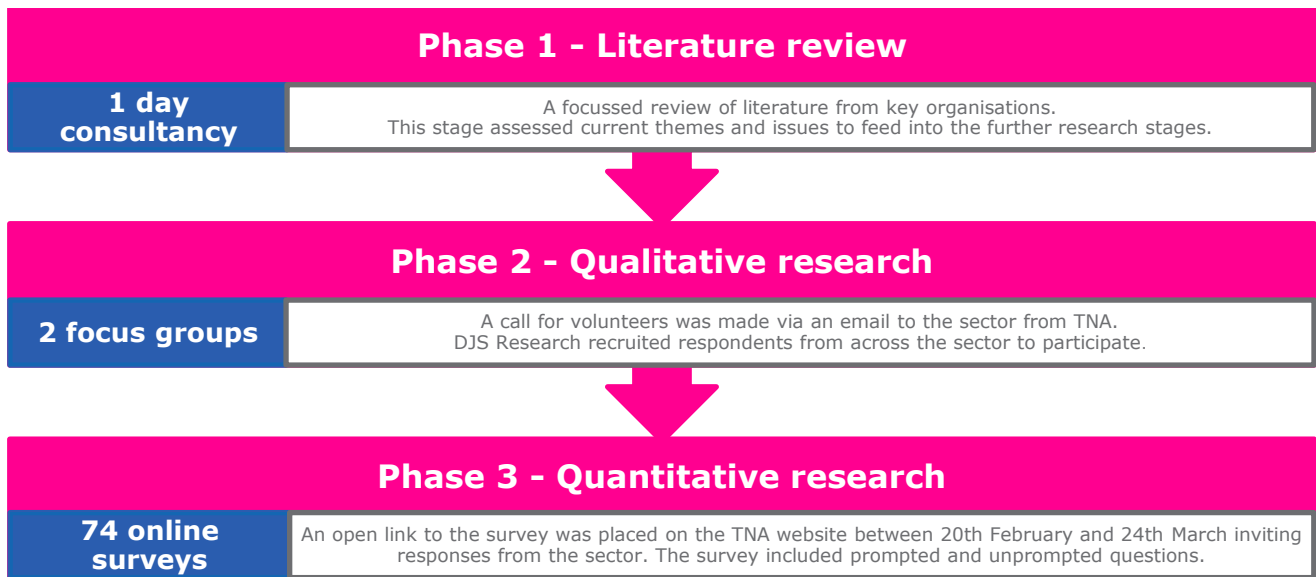 Phase 1 - Literature review
1 day
consultancy
A focussed review of literature from key organisations.
This stage assessed current themes and issues to feed into the further research stages.
Phase 2 - Qualitative research
2 focus groups
A call for volunteers was made via an email to the sector from TNA.
DJS Research recruited respondents from across the sector to participate.
Phase 3 - Quantitative research
74 online
surveys
An open link to the survey was placed on the TNA website between 20th February and 24th March inviting
responses from the sector. The survey included prompted and unprompted questions.